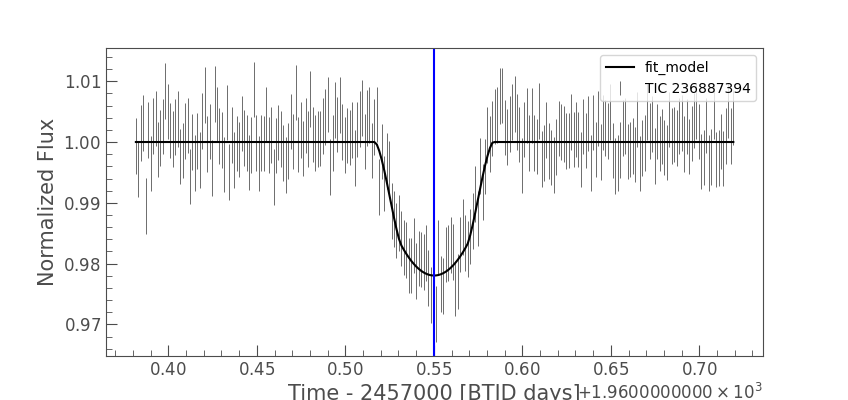 fit_model
TIC 236887394
Normalized Flux
1.01
1.00
0.99
0.98
0.97
0.40 0.45 0.50 0.55 0.60 0.65 0.70
Time - 2457000 [BTJD days]
+1.9600000000 × 10³